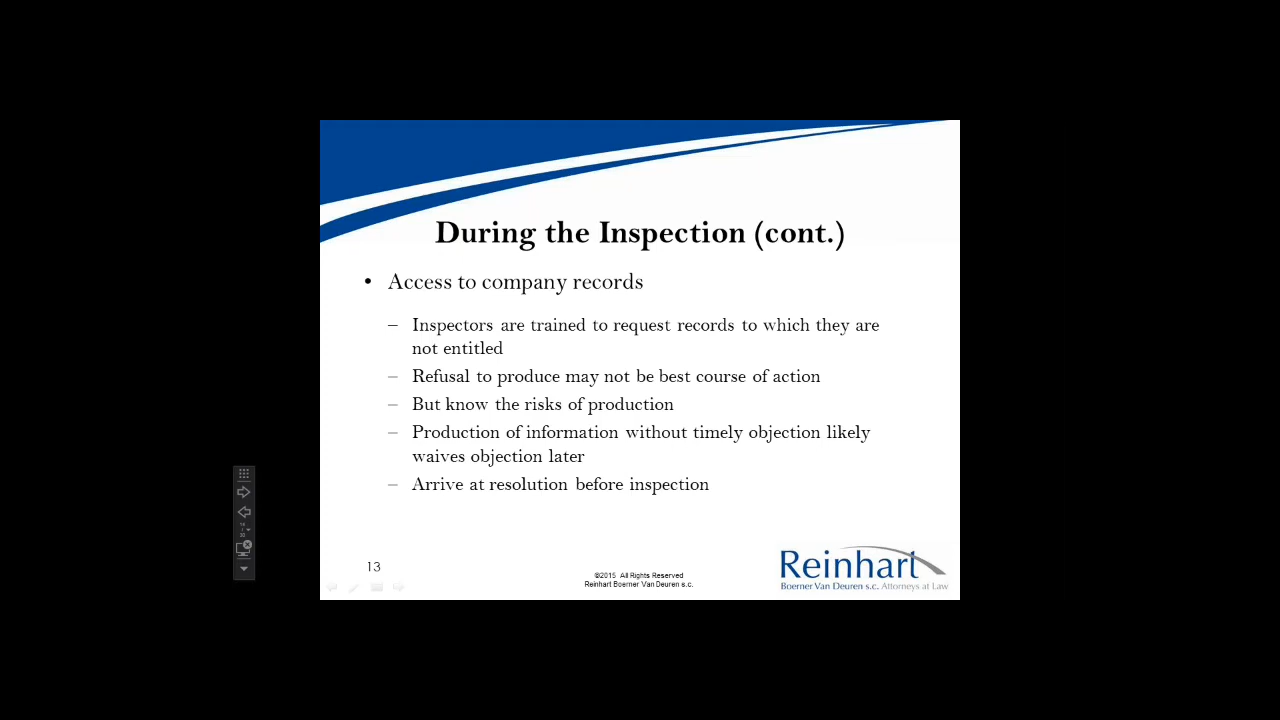 During the Inspection (cont.)
• Access to company records
– Inspectors are trained to request records to which they are
not entitled
– Refusal to produce may not be best course of action
– But know the risks of production
– Production of information without timely objection likely
waives objection later
– Arrive at resolution before inspection
13
©2015 All Rights Reserved
Reinhart Boerner Van Deuren s.c.
Reinhart
Boerner Van Deuren s.c. Attorneys at Law